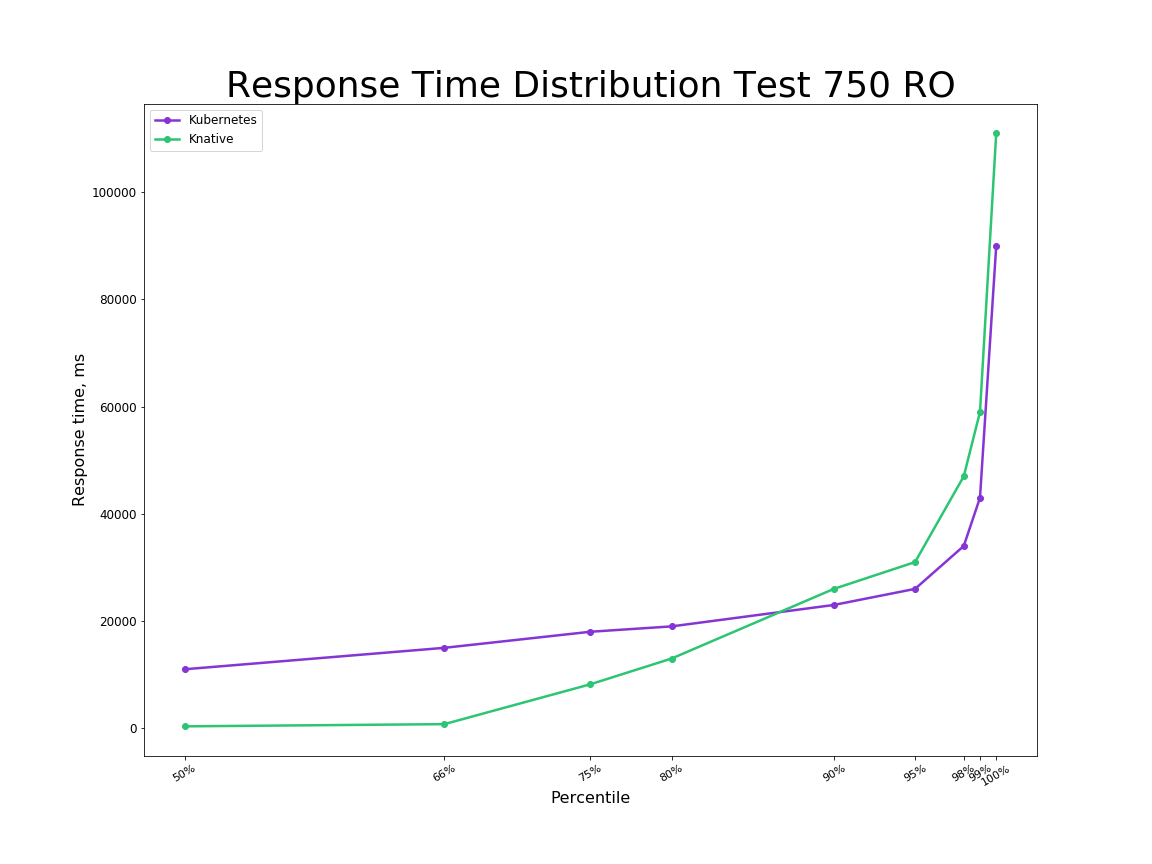 Response Time Distribution Test 750 RO
Kubernetes
Knative
100000
80000
60000
40000
20000
0
Response time, ms
50% 66% 75% 80% 90% 95% 98% 99% 100%
Percentile